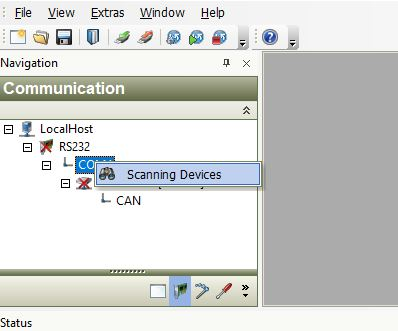 File View Extras Window Help
Navigation
Communication
LocalHost
RS232
Scanning Devices
CAN
Status